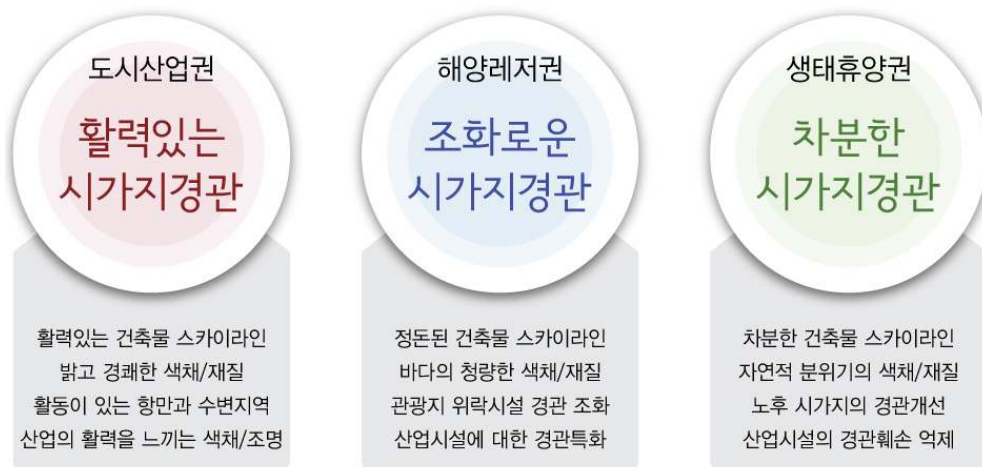 도시산업권
활력있는
시가지경관
활력있는 건축물 스카이라인
밝고 경쾌한 색채/재질
활동이 있는 항만과 수변지역
산업의 활력을 느끼는 색채/조명
해양레저권
조화로운
시가지경관
정돈된 건축물 스카이라인
바다의 청량한 색채/재질
관광지 위락시설 경관 조화
산업시설에 대한 경관특화
생태휴양권
차분한
시가지경관
차분한 건축물 스카이라인
자연적 분위기의 색채/재질
노후 시가지의 경관개선
산업시설의 경관훼손 억제